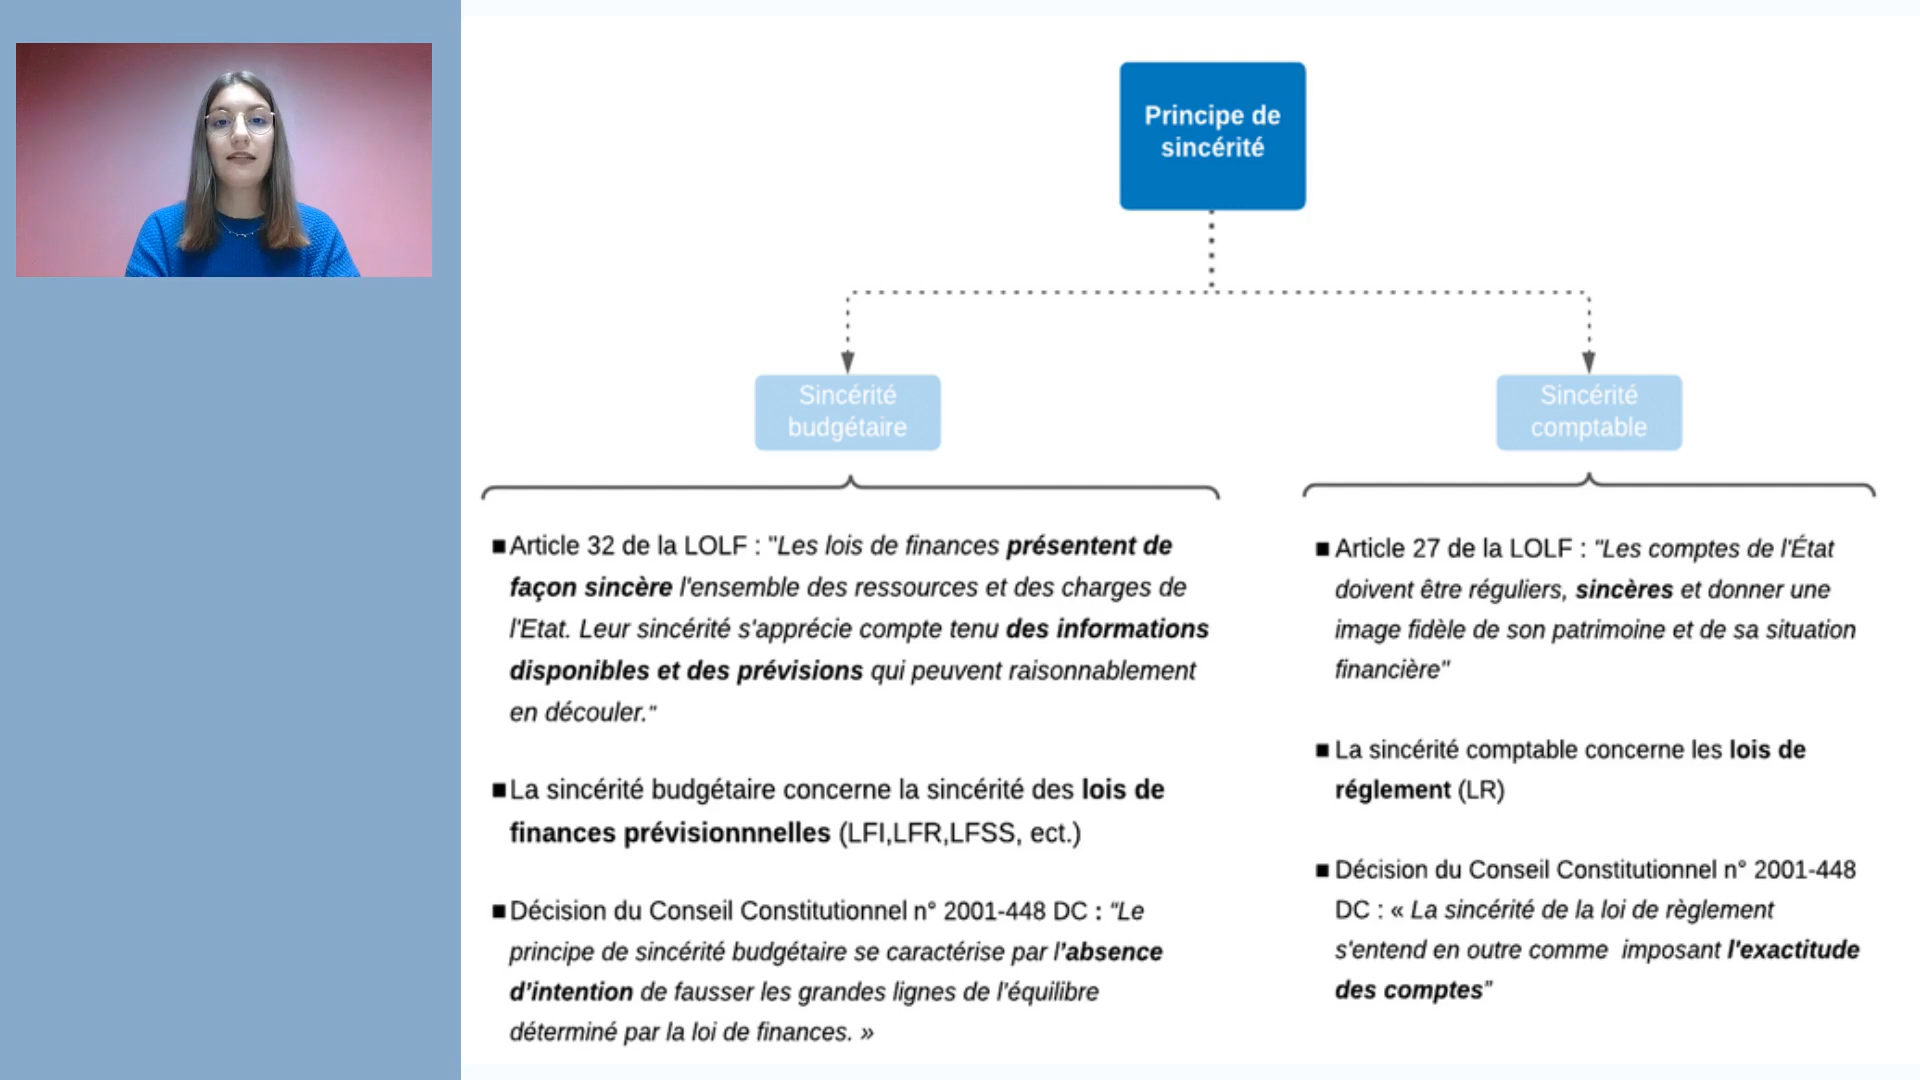 Principe de
sincérité
Sincérité
budgétaire
■Article 32 de la LOLF : "Les lois de finances présentent de
façon sincère l'ensemble des ressources et des charges de
l'Etat. Leur sincérité s'apprécie compte tenu des informations
disponibles et des prévisions qui peuvent raisonnablement
en découler.”
■La sincérité budgétaire concerne la sincérité des lois de
finances prévisionnnelles (LFI,LFR,LFSS, ect.)
■Décision du Conseil Constitutionnel n° 2001-448 DC : “Le
principe de sincérité budgétaire se caractérise par l’absence
d’intention de fausser les grandes lignes de l'équilibre
déterminé par la loi de finances. »
Sincérité
comptable
■Article 27 de la LOLF : "Les comptes de l'État
doivent être réguliers, sincères et donner une
image fidèle de son patrimoine et de sa situation
financière"
■La sincérité comptable concerne les lois de
réglement (LR)
■Décision du Conseil Constitutionnel n° 2001-448
DC : « La sincérité de la loi de règlement
s'entend en outre comme imposant l'exactitude
des comptes”